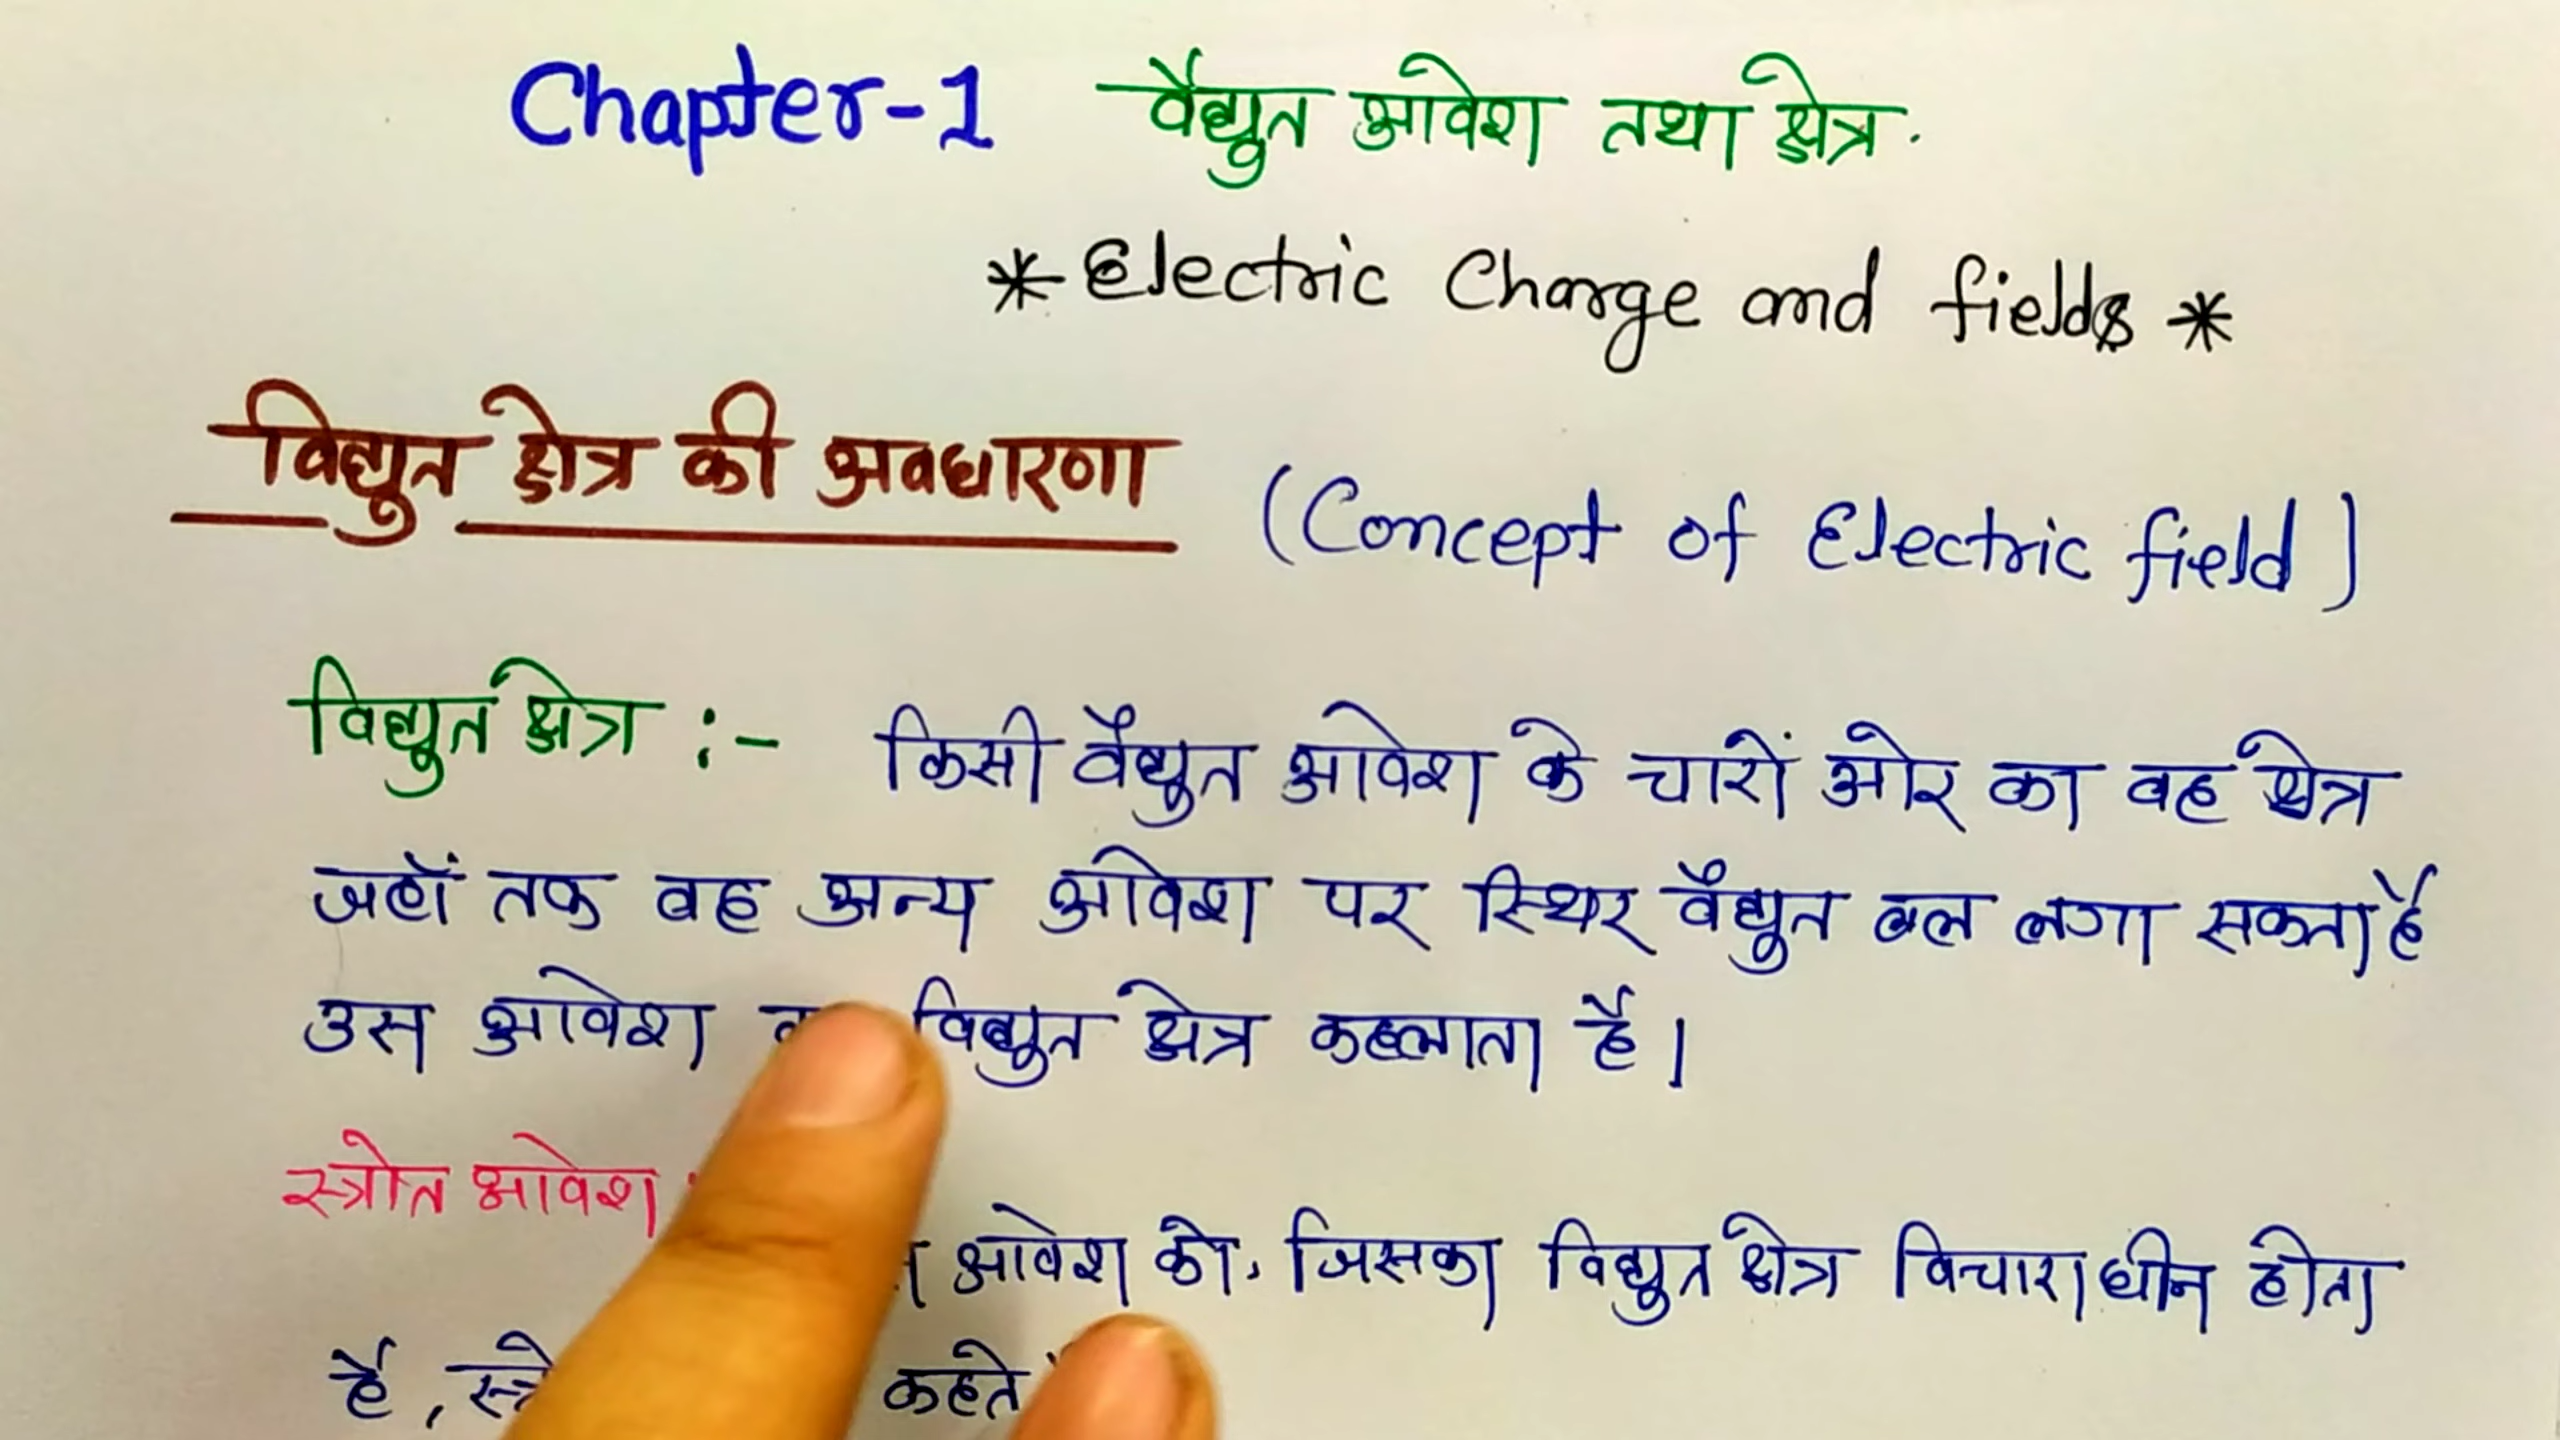 Chapter-1 वैद्युत आवेश तथा क्षेत्र.
* Electric Charge and fields *
विद्युत क्षेत्र की अवधारणा (Concept of Electric field)
विद्युत क्षेत्र :- किसी वैद्युत आवेश के चारों ओर का वह क्षेत्र
जहाँ तक वह अन्य आवेश पर स्थिर वैद्युत बल लगा सकता है
उस आवेश विद्युत क्षेत्र कहलाता है।
स्त्रोत आवेश
आवेश को, जिसका विद्युत क्षेत्र विचाराधीन होता
है, कहते